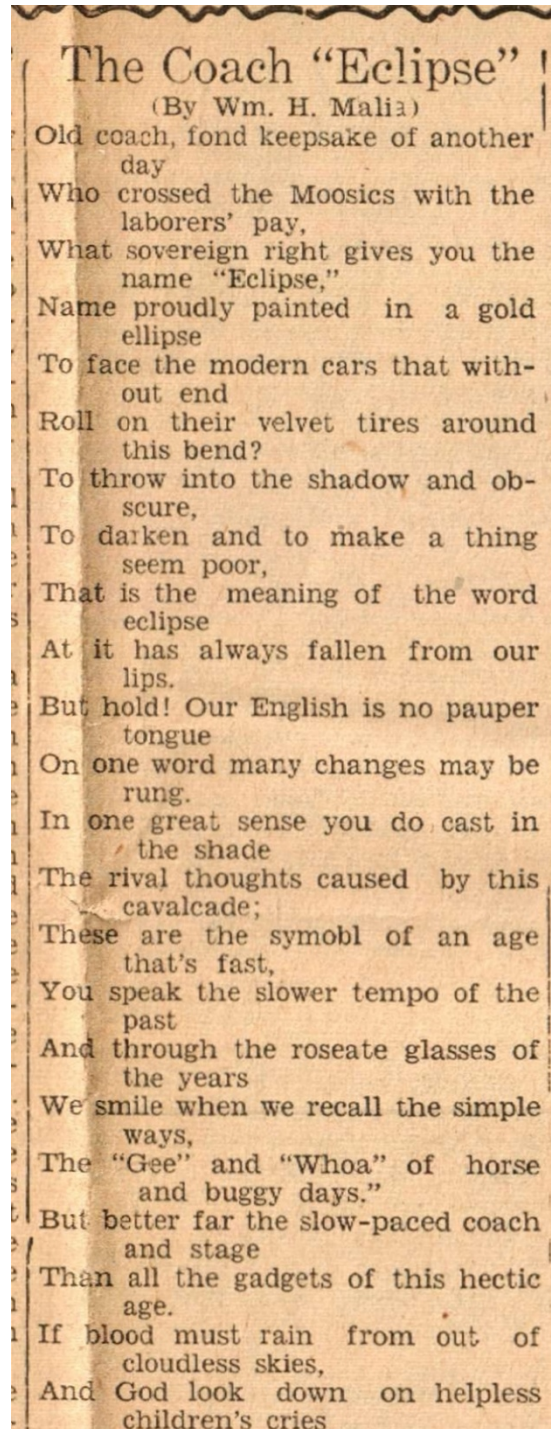 The Coach "Eclipse"
(By Wm. H. Malia)
Old coach, fond keepsake of another
day
Who crossed the Moosics with the
laborers' pay,
What sovereign right gives you the
name "Eclipse,"
Name proudly painted in a gold
ellipse
To face the modern cars that with-
out end
Roll on their velvet tires around
this bend?
To throw into the shadow and ob-
scure,
To darken and to make a thing
seem poor,
That is the meaning of the word
eclipse
At it has always fallen from our
lips.
But hold! Our English is no pauper
tongue
On one word many changes may be
rung.
In one great sense you do cast in
the shade
The rival thoughts caused by this
cavalcade;
These are the symobl of an age
that's fast,
You speak the slower tempo of the
past
And through the roseate glasses of
the years
We smile when we recall the simple
ways,
The "Gee" and "Whoa" of horse
and buggy days."
But better far the slow-paced coach
and stage
Than all the gadgets of this hectic
age.
If blood must rain from out of
cloudless skies,
And God look down on helpless
children's cries